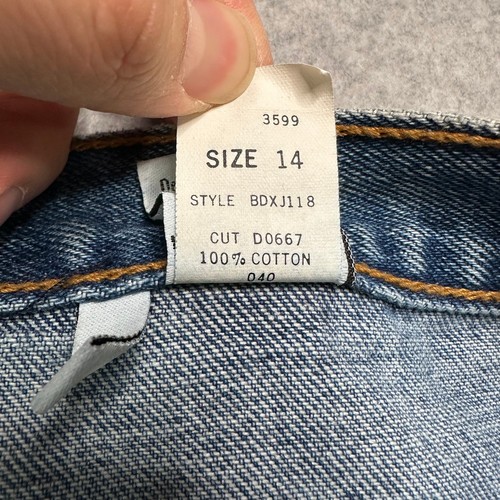 3599
SIZE 14
STYLE BDXJ118
CUT D0667
100% COTTON
040